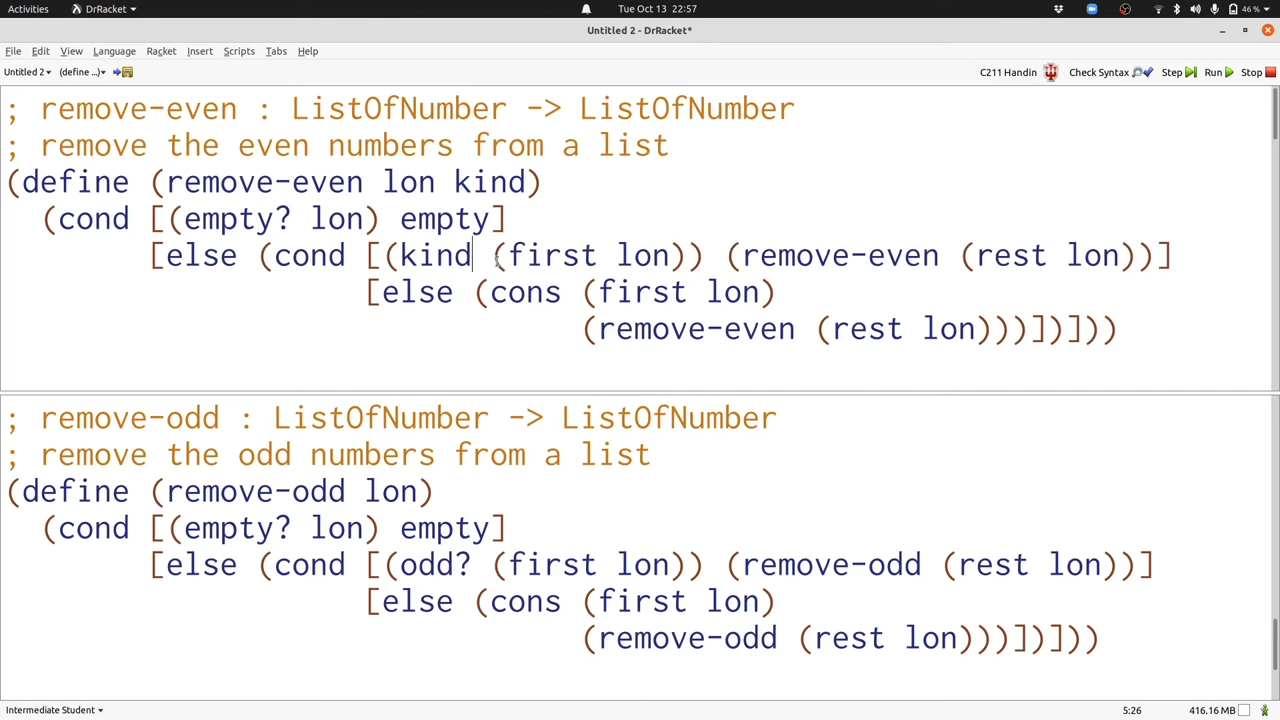 Activities DrRacket Tue Oct 13 22:57 46 %
Untitled 2 - DrRacket*
File Edit View Language Racket Insert Scripts Tabs Help
Untitled 2 (define ...) C211 Handin Check Syntax Step Run Stop
; remove-even : ListOfNumber -> ListOfNumber
; remove the even numbers from a list
(define (remove-even lon kind)
(cond [(empty? lon) empty]
[else (cond [(kind (first lon)) (remove-even (rest lon))]
[else (cons (first lon)
(remove-even (rest lon)))])]))
; remove-odd : ListOfNumber -> ListOfNumber
; remove the odd numbers from a list
(define (remove-odd lon)
(cond [(empty? lon) empty]
[else (cond [(odd? (first lon)) (remove-odd (rest lon))]
[else (cons (first lon)
(remove-odd (rest lon)))])]))
Intermediate Student 5:26 416.16 MB